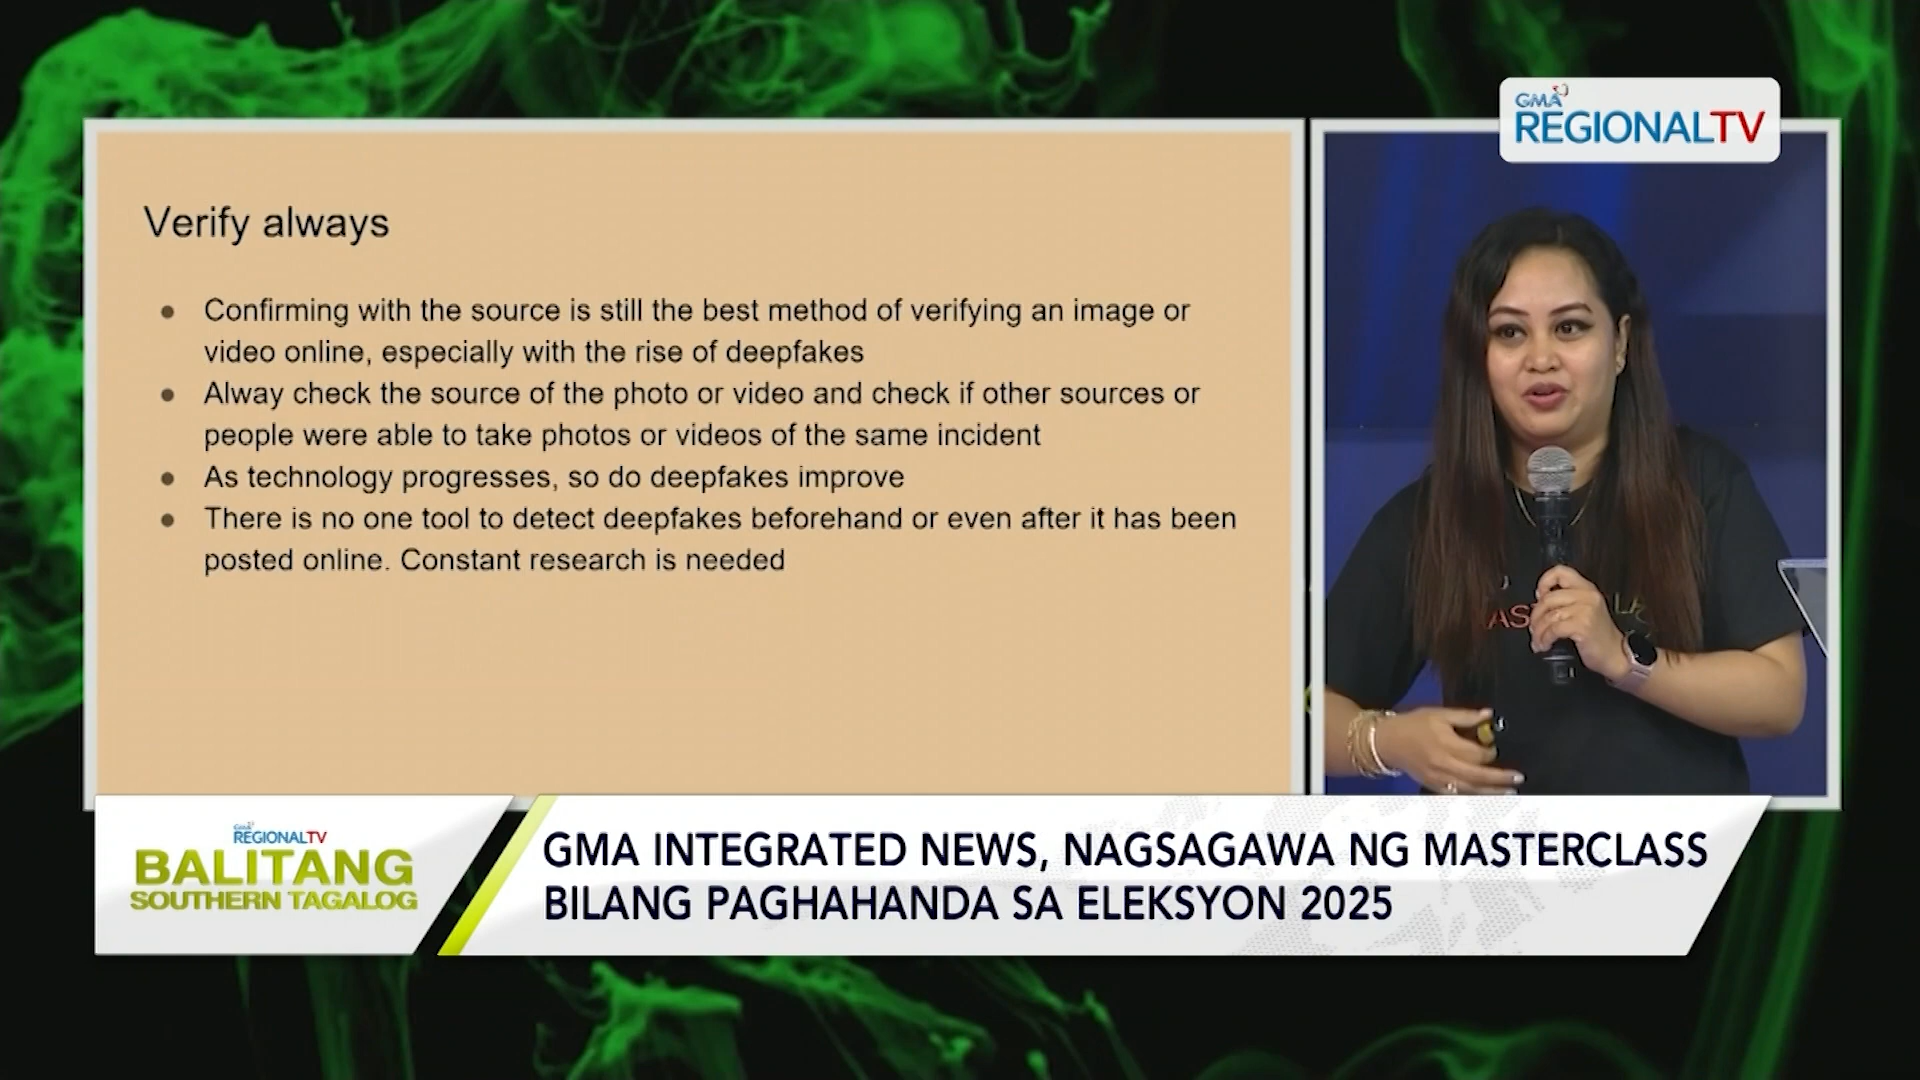 GMA
REGIONALTV
Verify always
● Confirming with the source is still the best method of verifying an image or
video online, especially with the rise of deepfakes
● Alway check the source of the photo or video and check if other sources or
people were able to take photos or videos of the same incident
● As technology progresses, so do deepfakes improve
● There is no one tool to detect deepfakes beforehand or even after it has been
posted online. Constant research is needed
GMA
REGIONALTV
BALITANG
SOUTHERN TAGALOG
GMA INTEGRATED NEWS, NAGSAGAWA NG MASTERCLASS
BILANG PAGHAHANDA SA ELEKSYON 2025